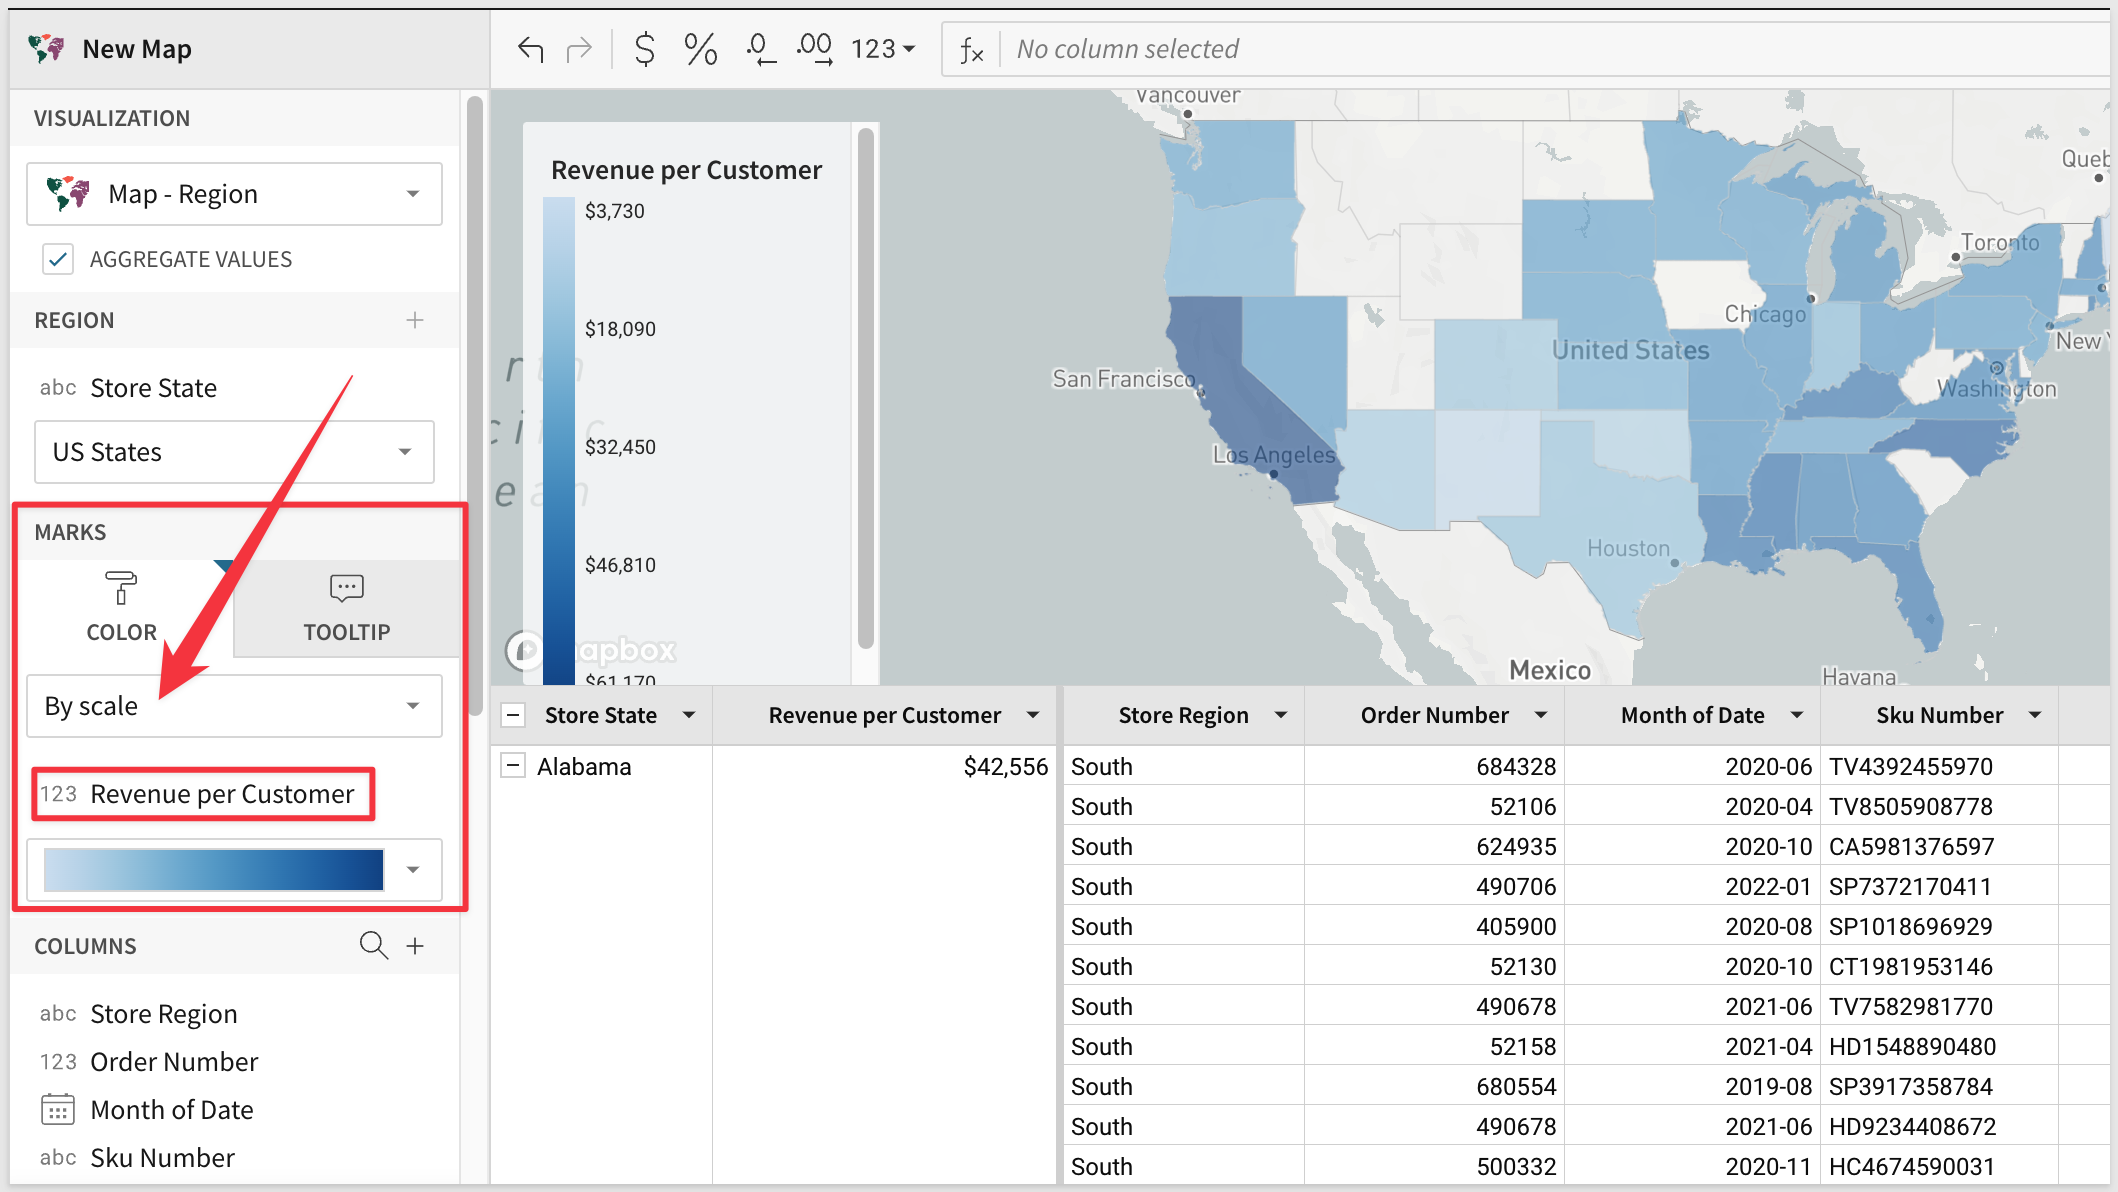 New Map
.0
.00
123
fx
No column selected
VISUALIZATION
Map - Region
AGGREGATE VALUES
REGION
abc Store State
US States
MARKS
COLOR
TOOLTIP
By scale
123 Revenue per Customer
COLUMNS
abc Store Region
123 Order Number
Month of Date
abc Sku Number
Revenue per Customer
$3,730
$18,090
$32,450
$46,810
$61,170
mapbox
Vancouver
Toronto
Chicago
United States
New
Washington
San Francisco
Los Angeles
Houston
Mexico
Havana
Store State
Revenue per Customer
Store Region
Order Number
Month of Date
Sku Number
Alabama $42,556 South 684328 2020-06 TV4392455970
South 52106 2020-04 TV8505908778
South 624935 2020-10 CA5981376597
South 490706 2022-01 SP7372170411
South 405900 2020-08 SP1018696929
South 52130 2020-10 CT1981953146
South 490678 2021-06 TV7582981770
South 52158 2021-04 HD1548890480
South 680554 2019-08 SP3917358784
South 490678 2021-06 HD9234408672
South 500332 2020-11 HC4674590031